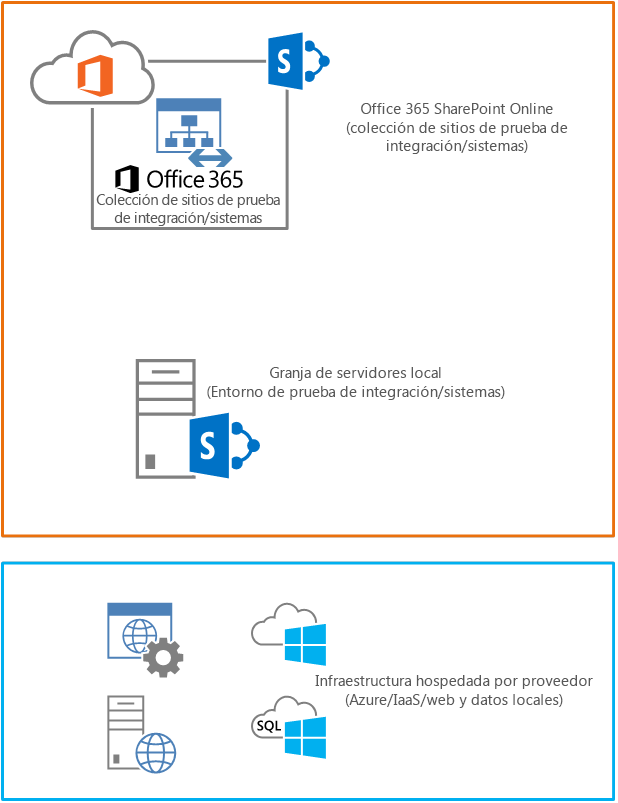 S
Office 365 SharePoint Online
(colección de sitios de prueba de
integración/sistemas)
Office 365
Colección de sitios de prueba
de integración/sistemas
Granja de servidores local
(Entorno de prueba de integración/sistemas)
S
Infraestructura hospedada por proveedor
(Azure/IaaS/web y datos locales)
SQL